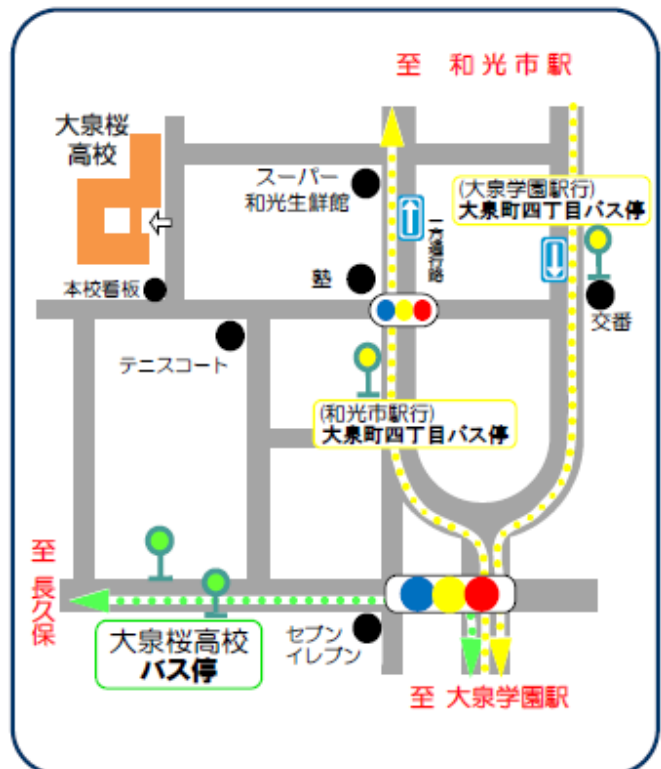 至 和光市駅
大泉桜
高校
スーパー
和光生鮮館
(大泉学園駅行)
大泉町四丁目バス停
一方通行路
本校看板
塾
交番
テニスコート
(和光市駅行)
大泉町四丁目バス停
至 長久保
大泉桜高校
バス停
セブン
イレブン
至 大泉学園駅